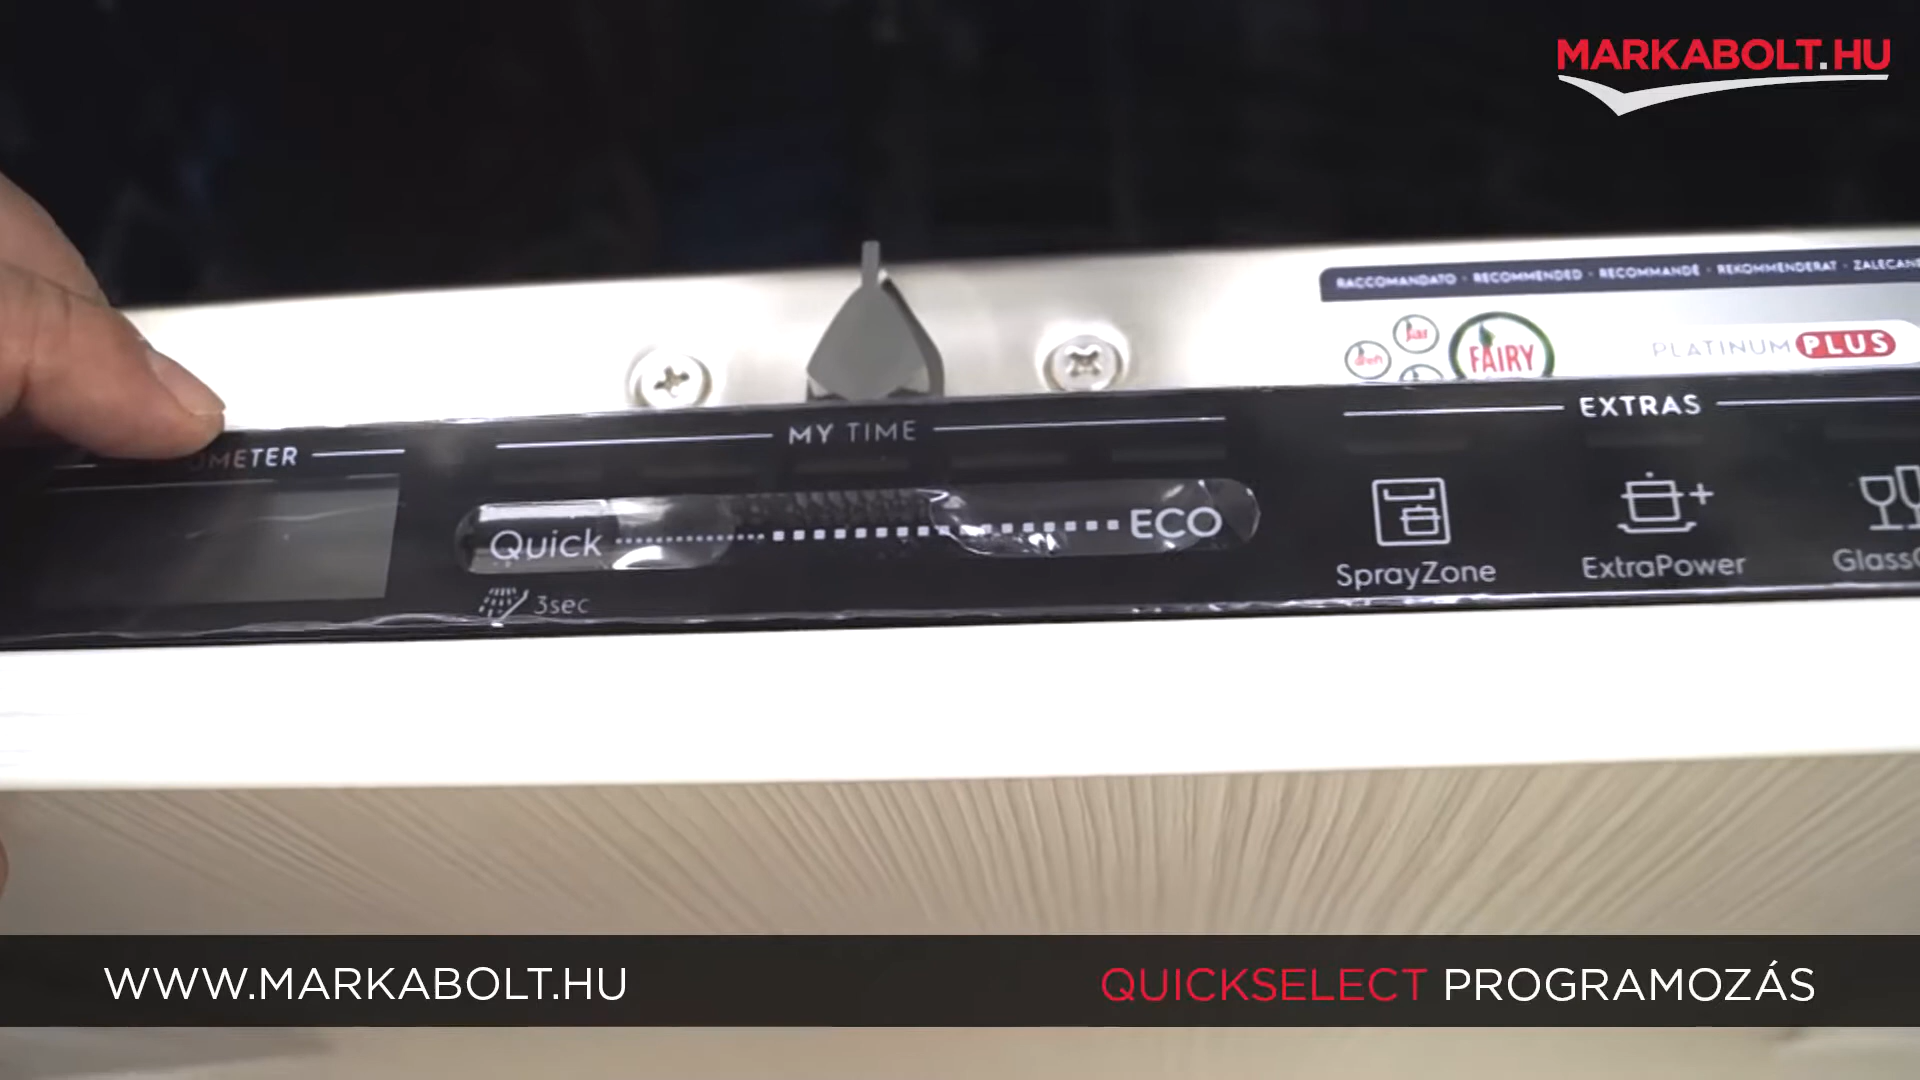 MARKABOLT.HU
RACCOMANDATO · RECOMMENDED · RECOMMANDÉ · REKOMMENDERAT ·
FAIRY
PLATINUM PLUS
METER
MY TIME
EXTRAS
Quick
ECO
3sec
SprayZone
ExtraPower
WWW.MARKABOLT.HU
QUICKSELECT PROGRAMOZÁS